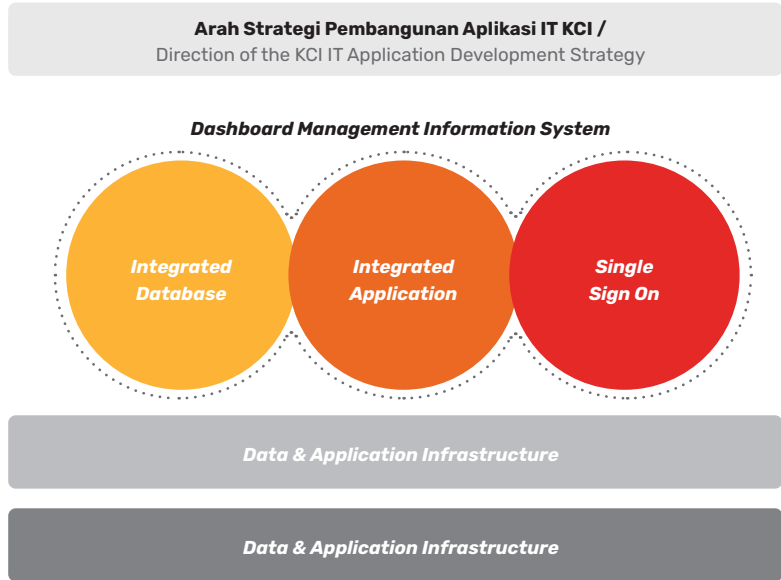 Arah Strategi Pembangunan Aplikasi IT KCI /
Direction of the KCI IT Application Development Strategy
Dashboard Management Information System
Integrated
Database
Integrated
Application
Single
Sign On
Data & Application Infrastructure
Data & Application Infrastructure